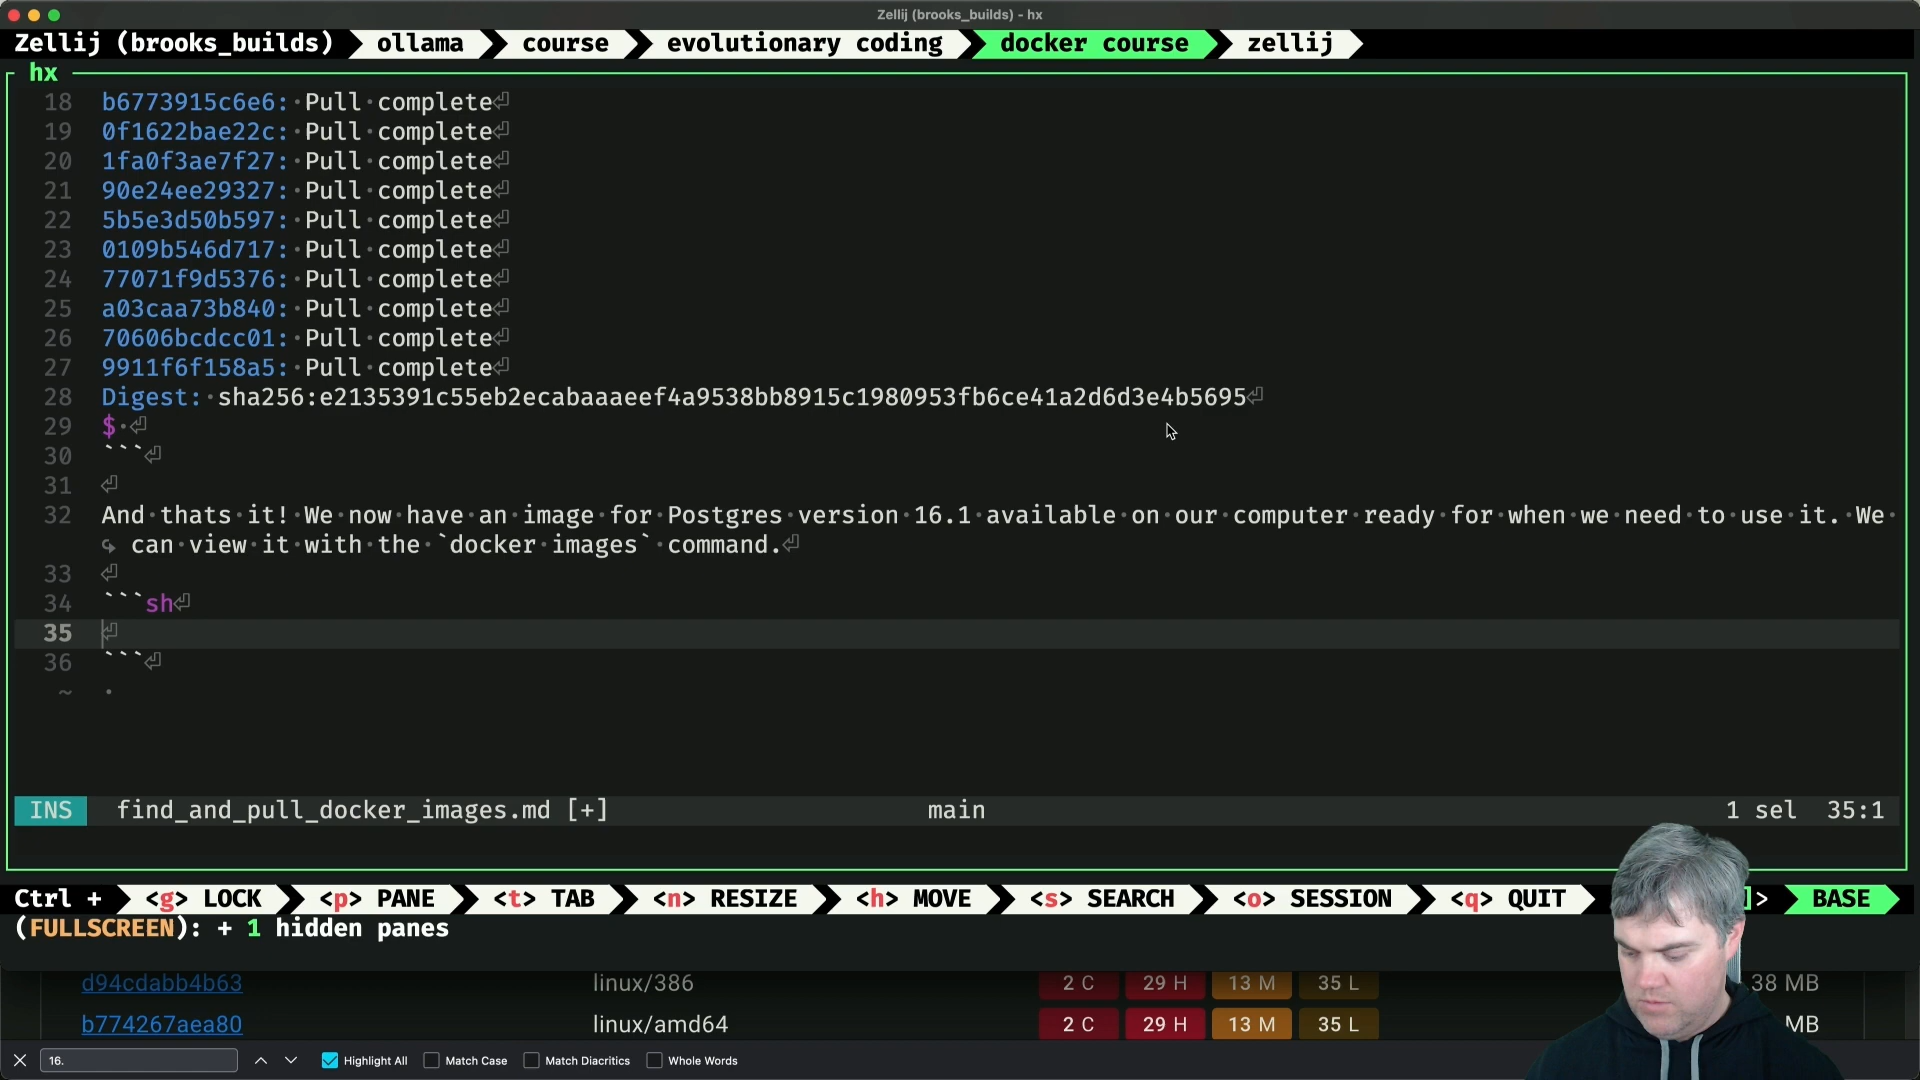 Zellij (brooks_builds) - hx
Zellij (brooks_builds) ollama course evolutionary coding docker course zellij
hx
18 b6773915c6e6: Pull complete
19 0f1622bae22c: Pull complete
20 1fa0f3ae7f27: Pull complete
21 90e24ee29327: Pull complete
22 5b5e3d50b597: Pull complete
23 0109b546d717: Pull complete
24 77071f9d5376: Pull complete
25 a03caa73b840: Pull complete
26 70606bcdcc01: Pull complete
27 9911f6f158a5: Pull complete
28 Digest: sha256:e2135391c55eb2ecabaaaeef4a9538bb8915c1980953fb6ce41a2d6d3e4b5695
29 $
30 ```
31
32 And thats it! We now have an image for Postgres version 16.1 available on our computer ready for when we need to use it. We
can view it with the `docker images` command.
33
34 ```sh
35
36 ```
~
INS find_and_pull_docker_images.md [+] main 1 sel 35:1
Ctrl + <g> LOCK <p> PANE <t> TAB <n> RESIZE <h> MOVE <s> SEARCH <o> SESSION <q> QUIT > BASE
(FULLSCREEN): + 1 hidden panes
d94cdabb4b63 linux/386 2 C 29 H 13 M 35 L 38 MB
b774267aea80 linux/amd64 2 C 29 H 13 M 35 L MB
16. Highlight All Match Case Match Diacritics Whole Words